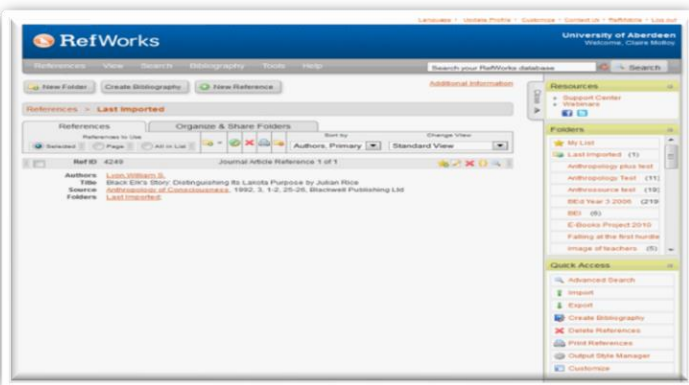 Language · Update Profile · Customize · Contact Us · RefMobile · Log out
RefWorks
University of Aberdeen
Welcome, Claire Molloy
References View Search Bibliography Tools Help
Search your RefWorks database
Search
New Folder
Create Bibliography
New Reference
Additional Information
References > Last Imported
References
Organize & Share Folders
References to Use
Selected
Page
All in List
Sort by
Authors, Primary
Change View
Standard View
Ref ID 4249
Journal Article Reference 1 of 1
Authors Lyon, William S.
Title Black Elk's Story: Distinguishing Its Lakota Purpose by Julian Rice
Source Anthropology of Consciousness, 1992, 3, 1-2, 25-26, Blackwell Publishing Ltd
Folders Last Imported
Resources
Support Center
Webinars
Folders
My List
Last Imported (1)
Anthropology plus test
Anthropology Test (11)
Anthrosource test (19)
BEd Year 3 2006 (219
BEI (6)
E-Books Project 2010
Falling at the first hurdle
image of teachers (5)
Quick Access
Advanced Search
Import
Export
Create Bibliography
Delete References
Print References
Output Style Manager
Customize